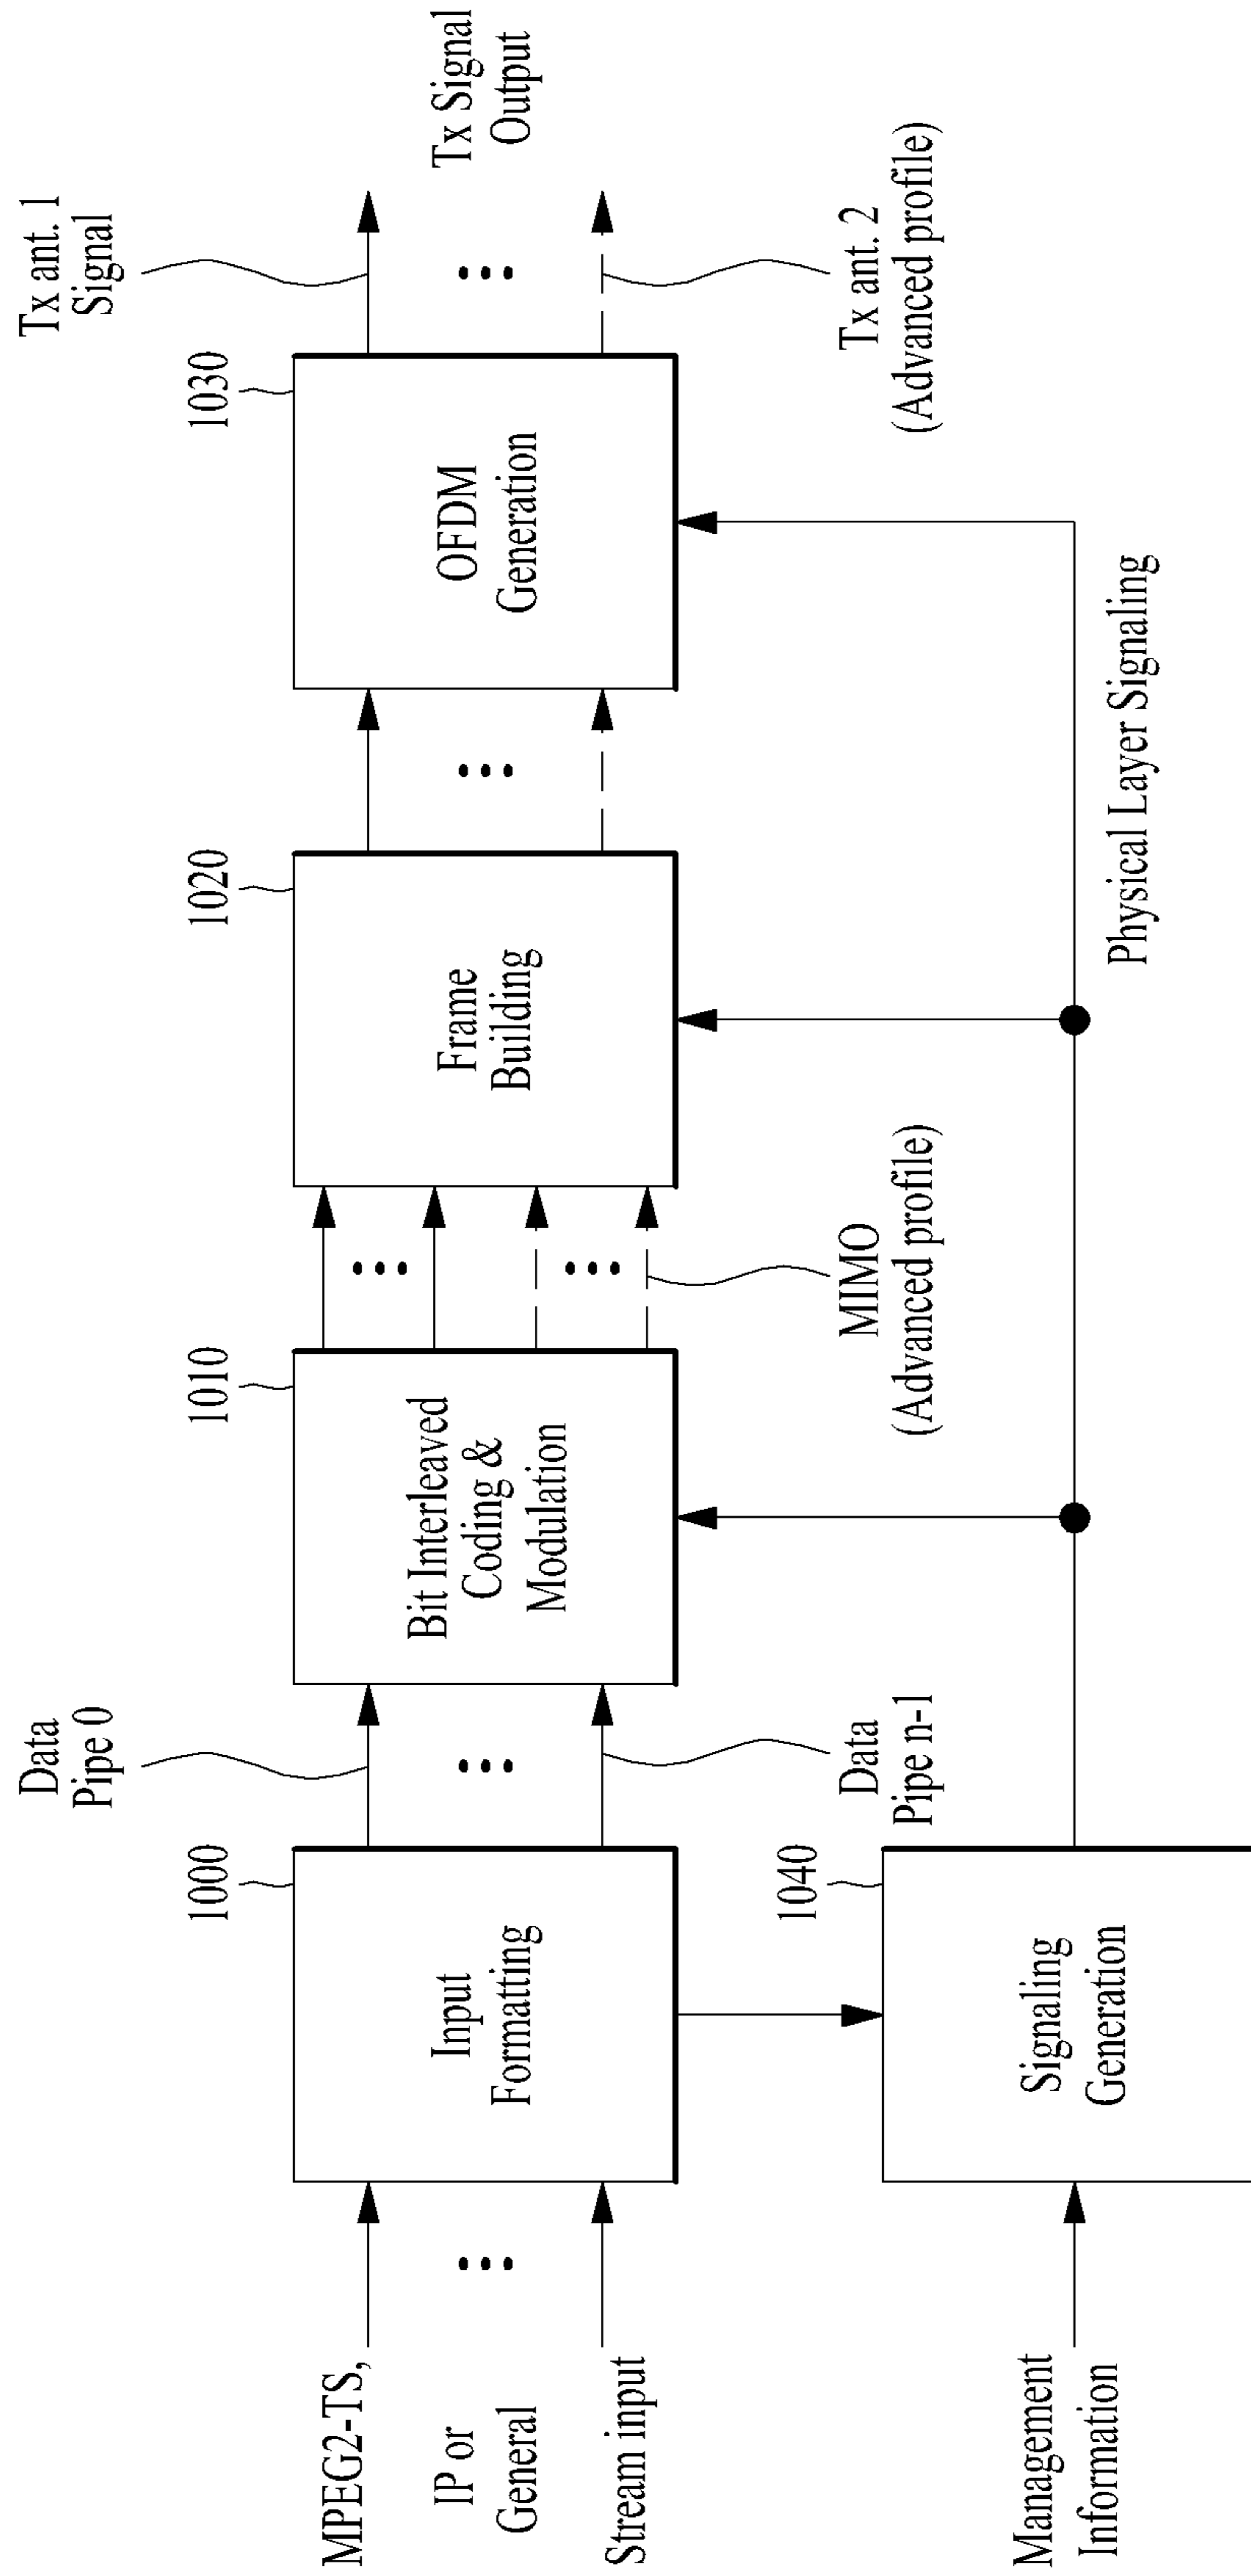 MPEG2-TS,
IP or
General
Stream input
Management
Information
1000
Input
Formatting
1040
Signaling
Generation
Data
Pipe 0
Data
Pipe n-1
1010
Bit Interleaved
Coding &
Modulation
MIMO
(Advanced profile)
1020
Frame
Building
Physical Layer Signaling
1030
OFDM
Generation
Tx ant. 1
Signal
Tx Signal
Output
Tx ant. 2
(Advanced profile)